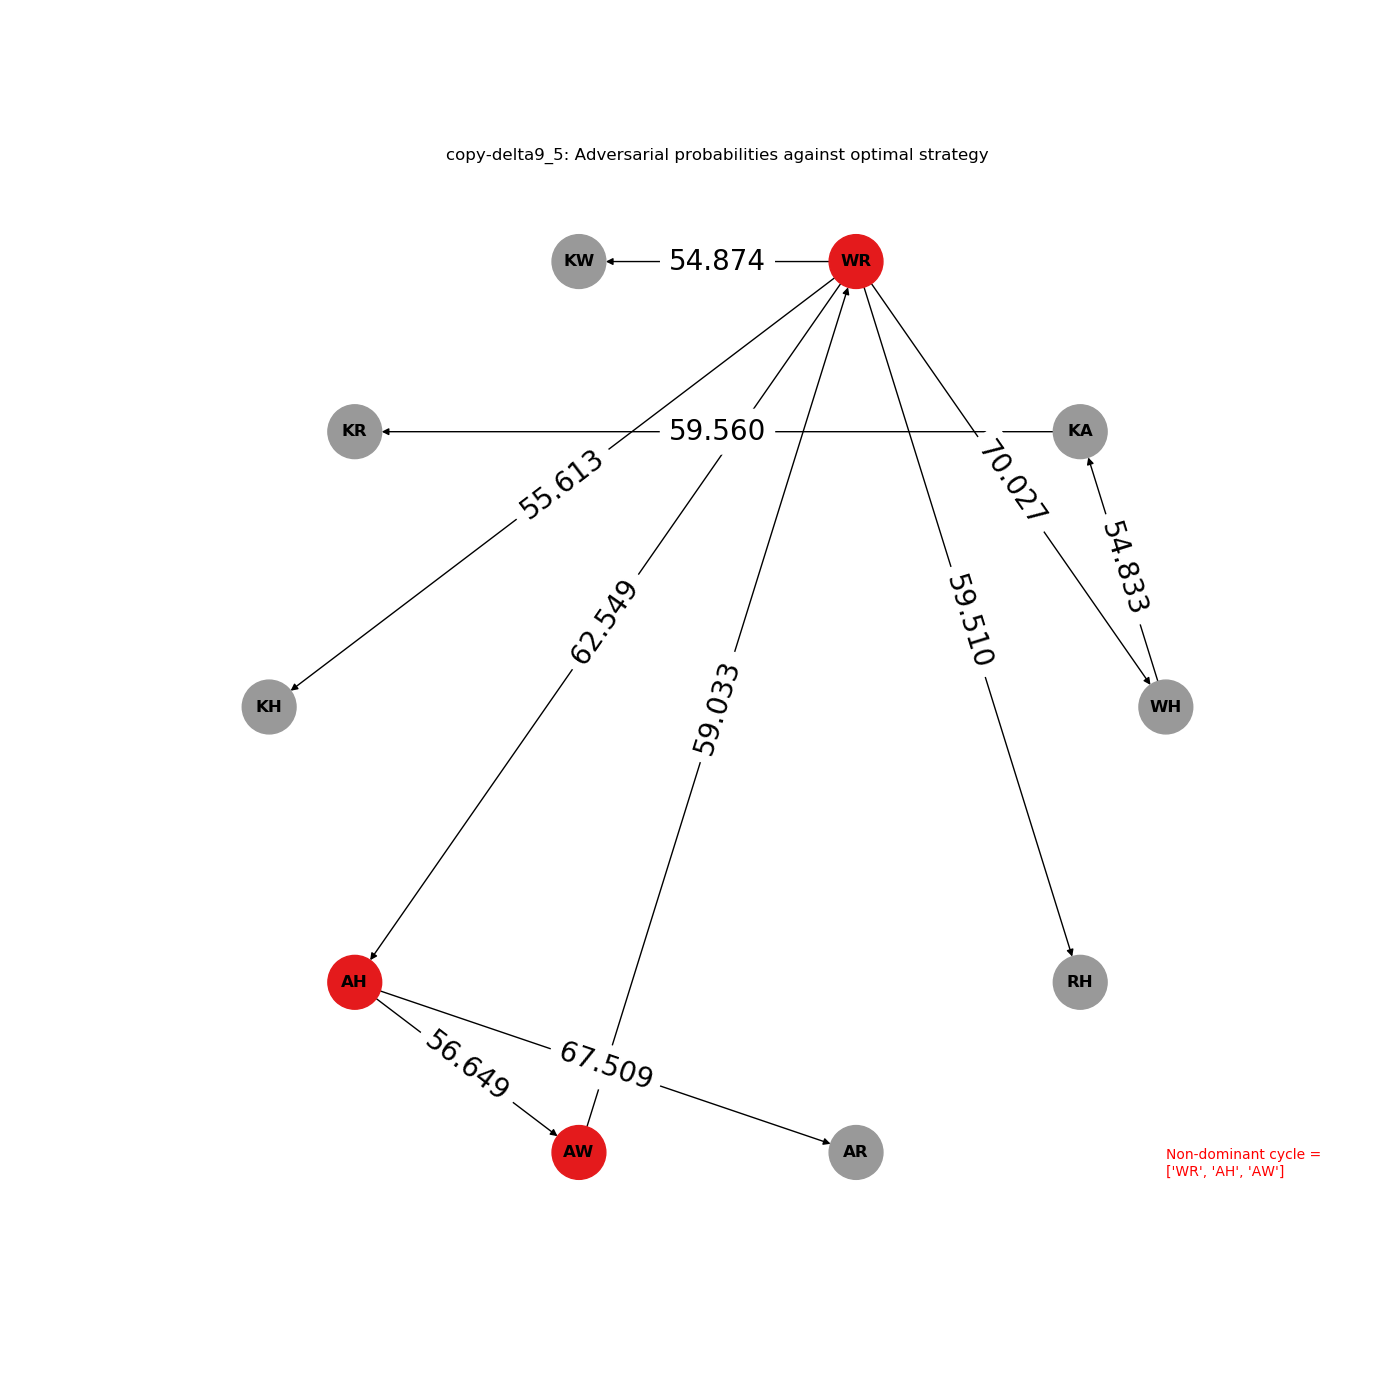 copy-delta9_5: Adversarial probabilities against optimal strategy
KW
54.874
WR
KR
59.560
KA
55.613
70.027
54.833
62.549
59.510
KH
59.033
WH
AH
RH
56.649
67.509
AW
AR
Non-dominant cycle =
['WR', 'AH', 'AW']